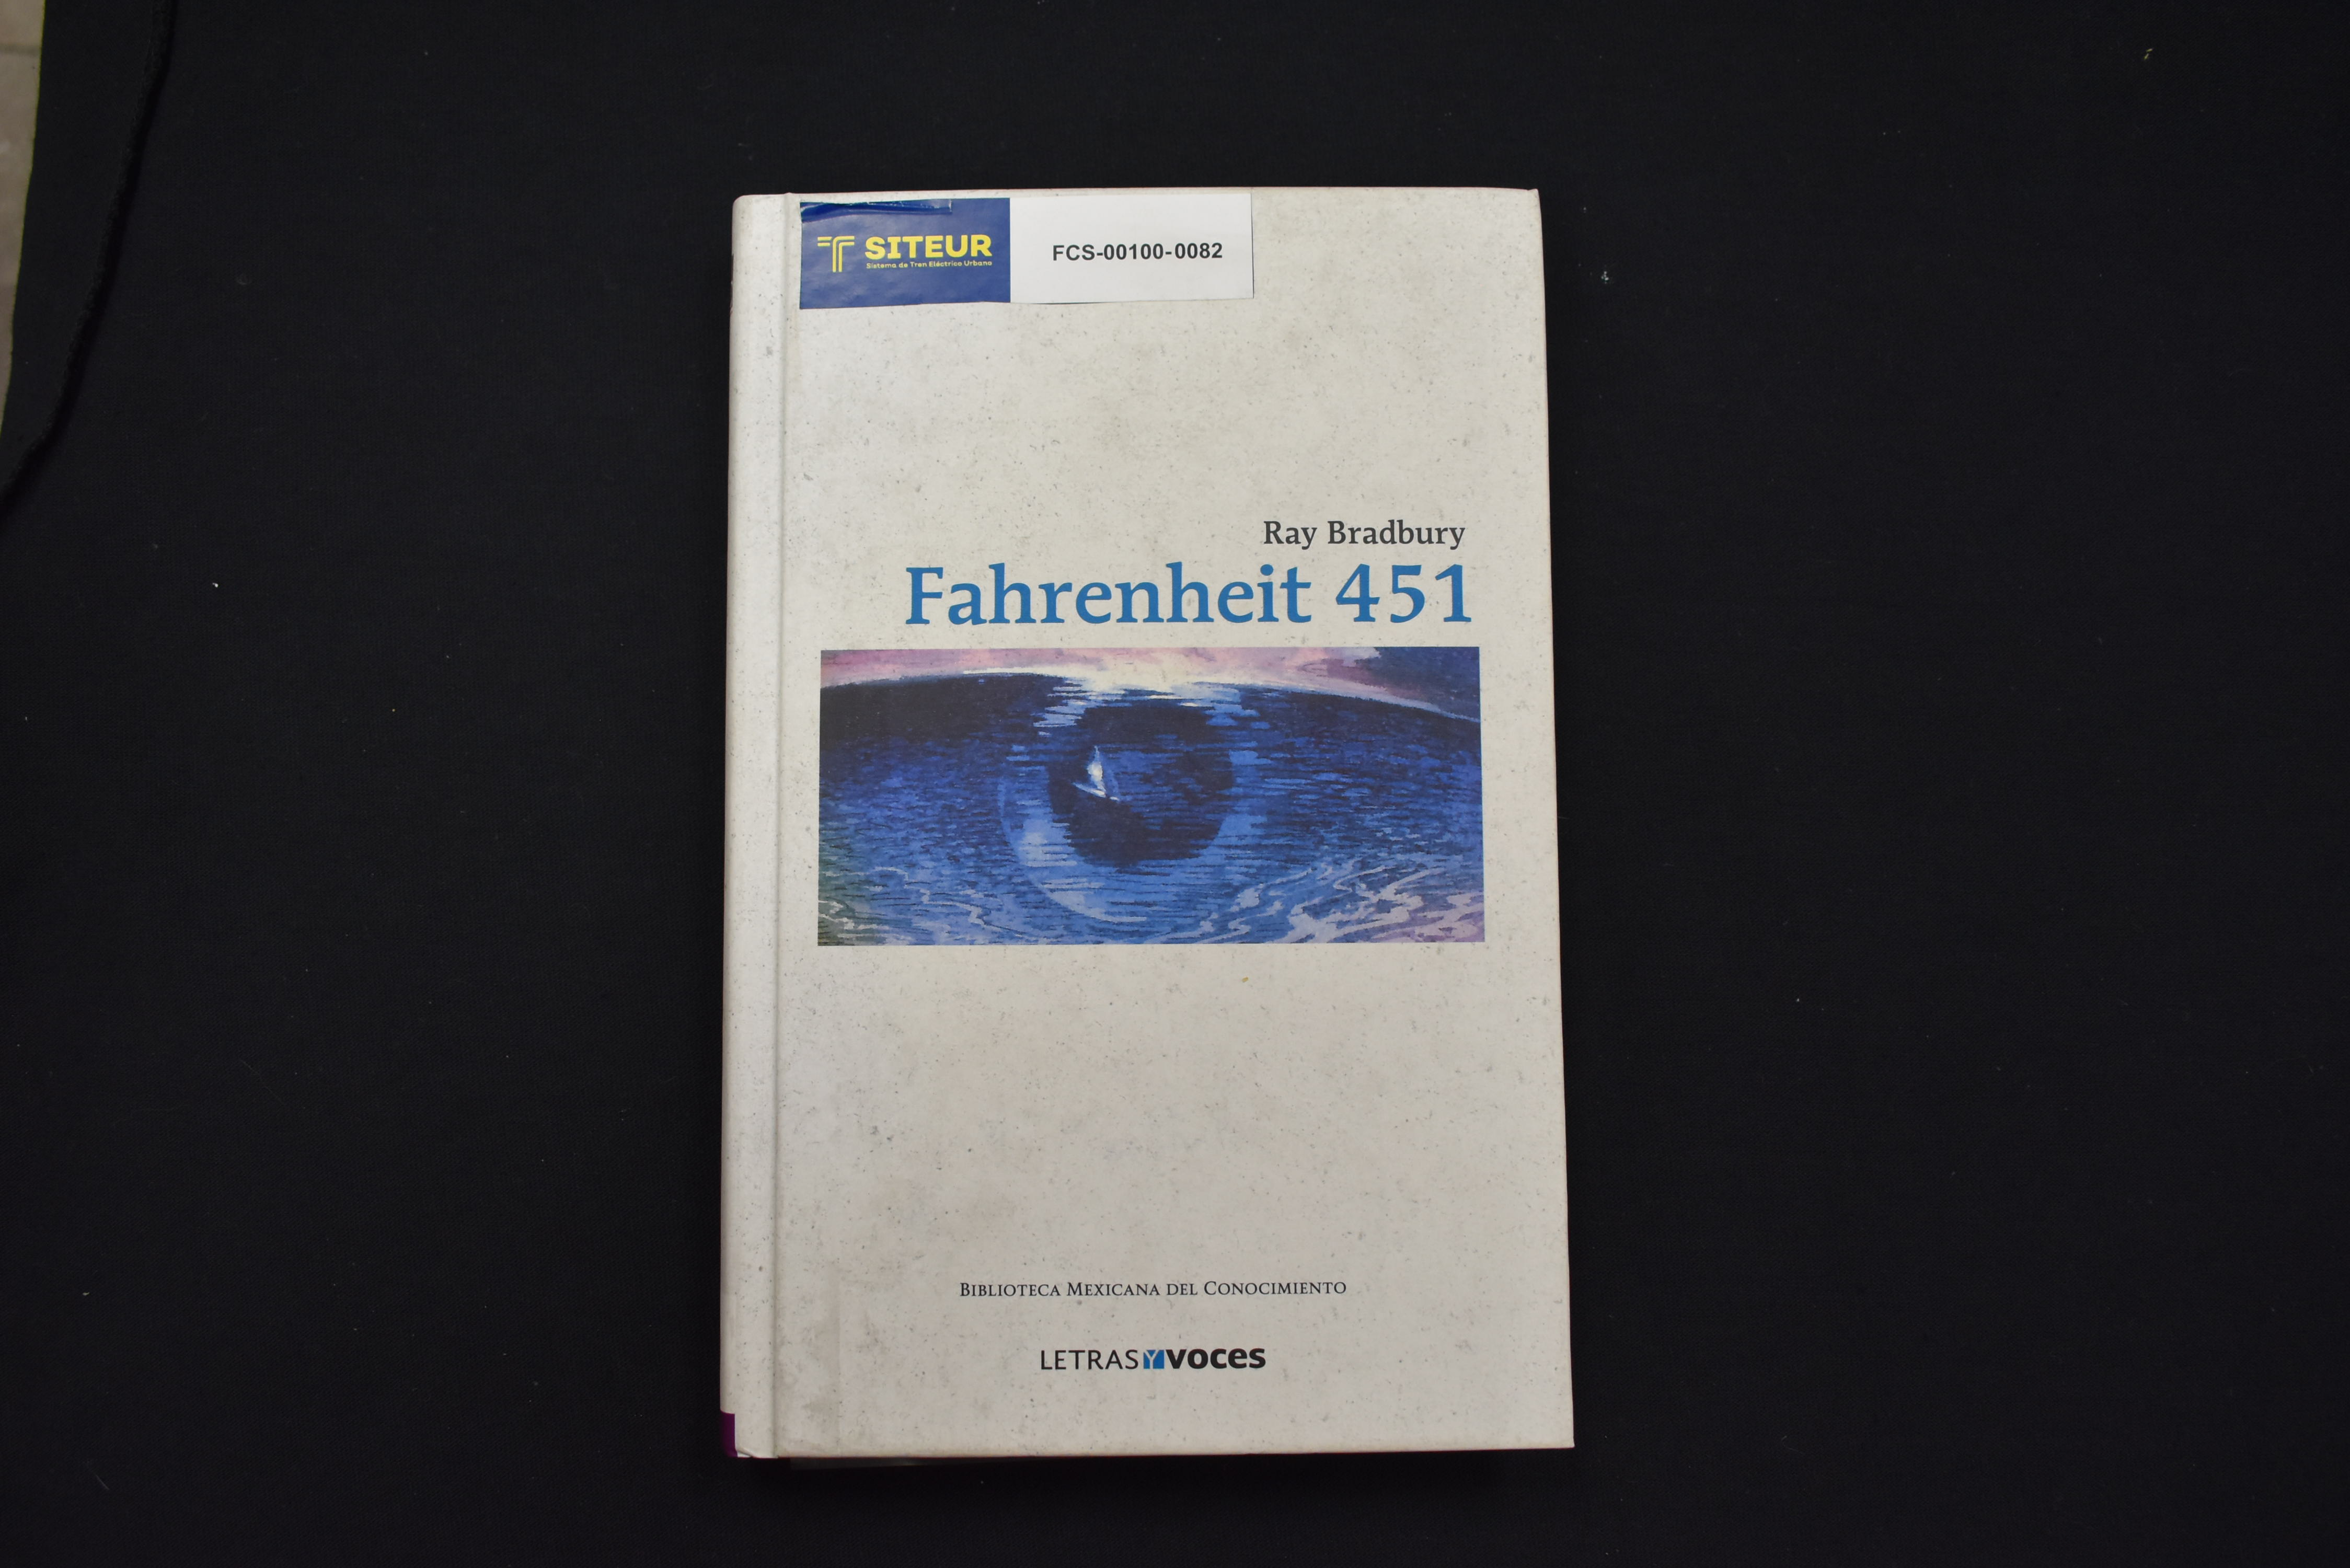 SITEUR
Sistema de Tren Eléctrico Urbano
FCS-00100-0082
Ray Bradbury
Fahrenheit 451
BIBLIOTECA MEXICANA DEL CONOCIMIENTO
LETRAS Y VOCES